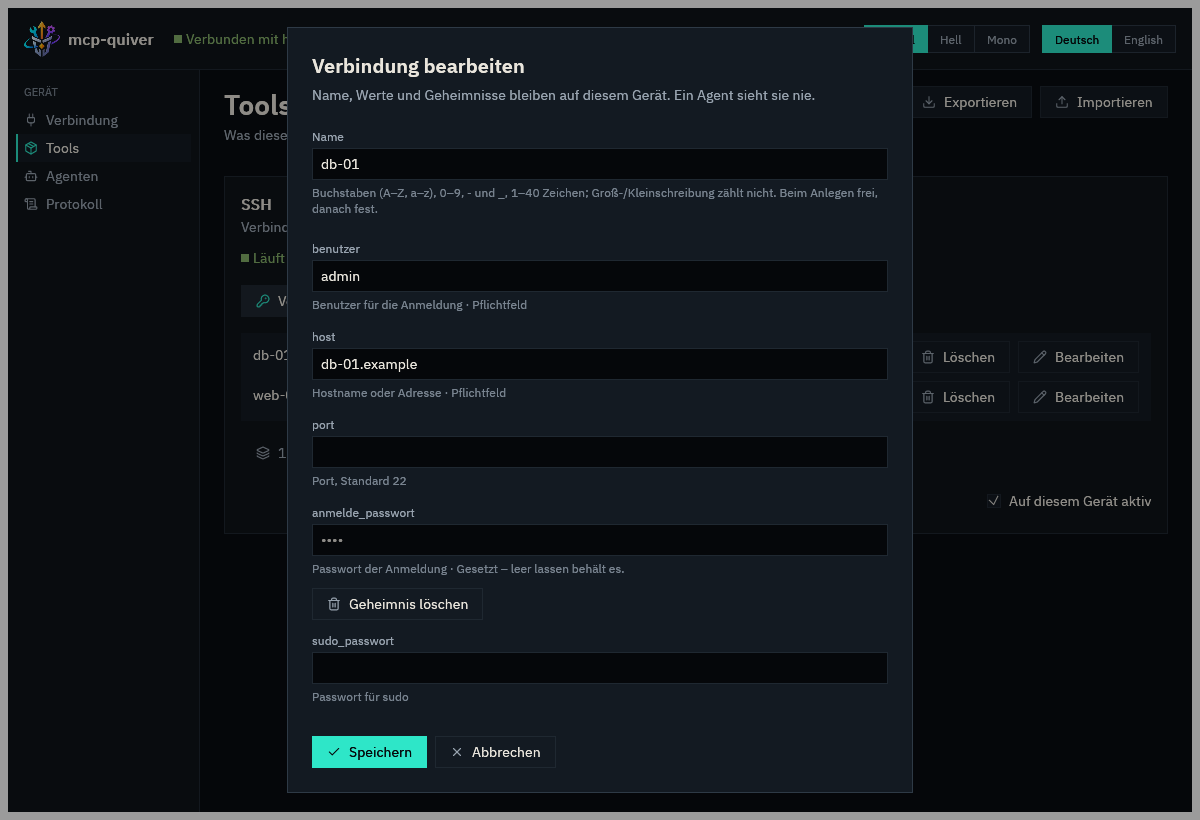 mcp-quiver
Verbunden mit
Hell
Mono
Deutsch
English
GERÄT
Verbindung
Tools
Agenten
Protokoll
Tools
Was diese
Exportieren
Importieren
SSH
Läuft
db-01
Löschen
Bearbeiten
Löschen
Bearbeiten
Auf diesem Gerät aktiv
Verbindung bearbeiten
Name, Werte und Geheimnisse bleiben auf diesem Gerät. Ein Agent sieht sie nie.
Name
db-01
Buchstaben (A–Z, a–z), 0–9, - und _, 1–40 Zeichen; Groß-/Kleinschreibung zählt nicht. Beim Anlegen frei,
danach fest.
benutzer
admin
Benutzer für die Anmeldung · Pflichtfeld
host
db-01.example
Hostname oder Adresse · Pflichtfeld
port
Port, Standard 22
anmelde_passwort
••••
Passwort der Anmeldung · Gesetzt – leer lassen behält es.
Geheimnis löschen
sudo_passwort
Passwort für sudo
Speichern
Abbrechen